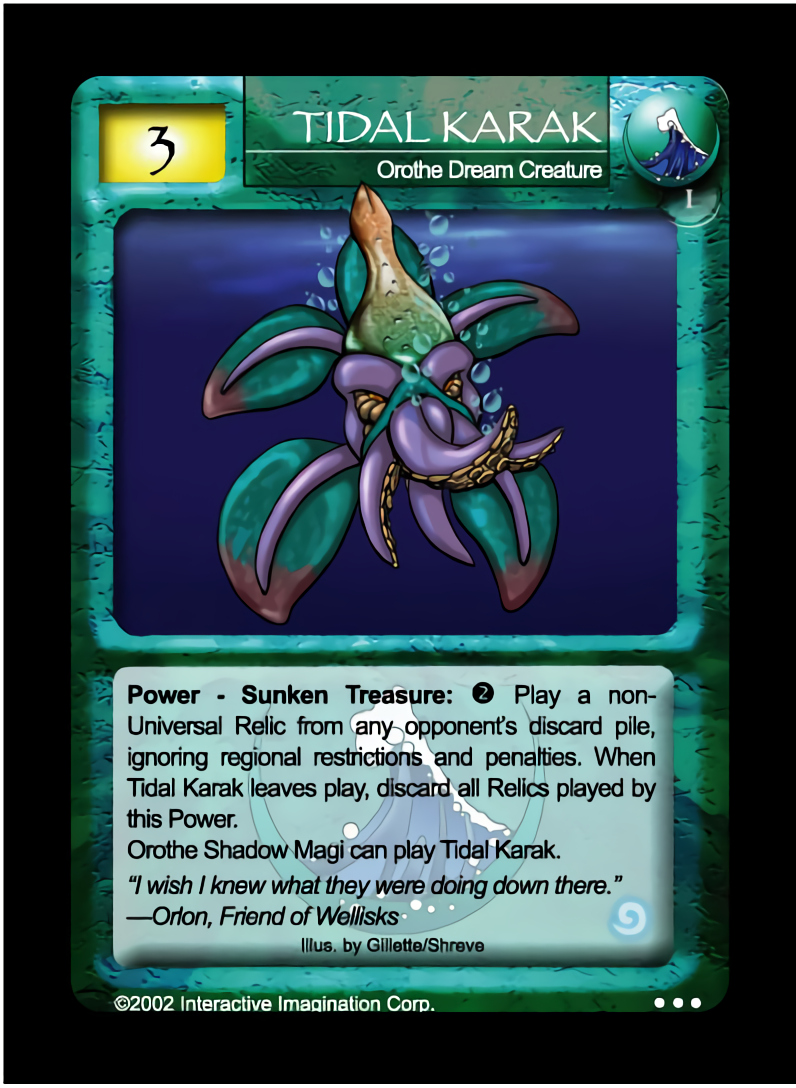 3
TIDAL KARAK
Orothe Dream Creature
I
Power - Sunken Treasure: ❷ Play a non-
Universal Relic from any opponent's discard pile,
ignoring regional restrictions and penalties. When
Tidal Karak leaves play, discard all Relics played by
this Power.
Orothe Shadow Magi can play Tidal Karak.
“I wish I knew what they were doing down there.”
—Orlon, Friend of Wellisks
Illus. by Gillette/Shreve
©2002 Interactive Imagination Corp.